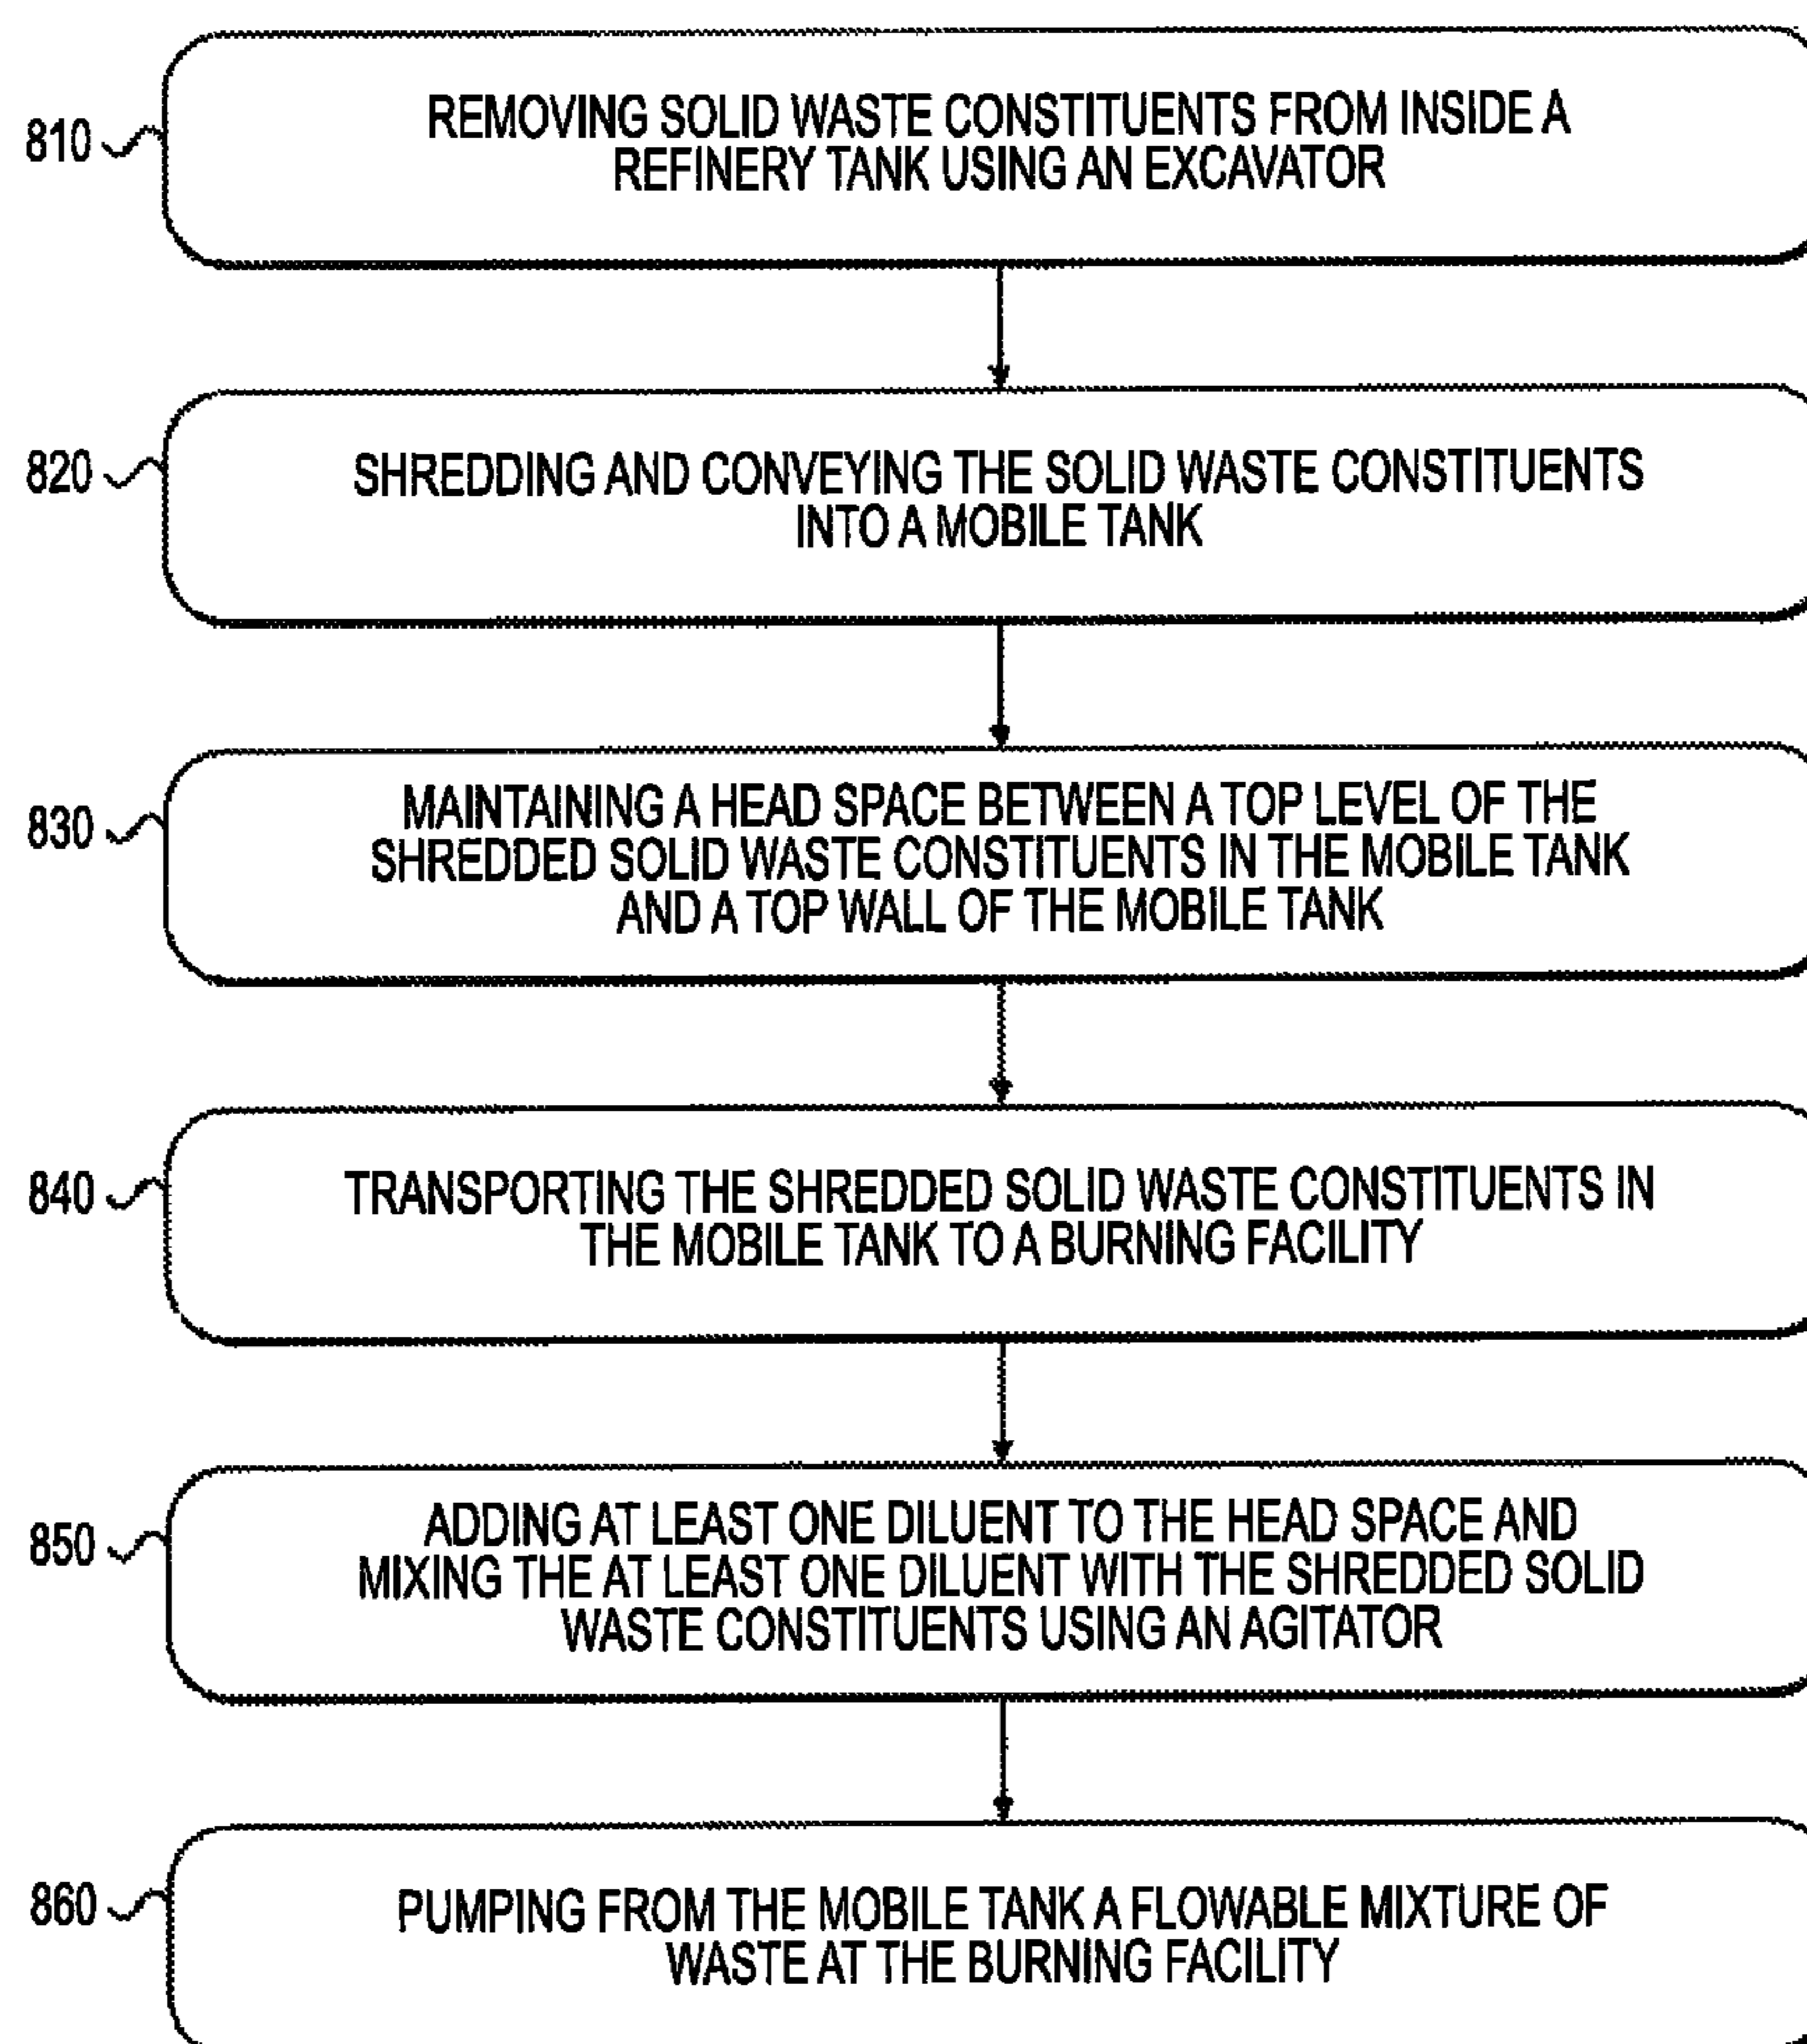 810
REMOVING SOLID WASTE CONSTITUENTS FROM INSIDE A
REFINERY TANK USING AN EXCAVATOR
820
SHREDDING AND CONVEYING THE SOLID WASTE CONSTITUENTS
INTO A MOBILE TANK
830
MAINTAINING A HEAD SPACE BETWEEN A TOP LEVEL OF THE
SHREDDED SOLID WASTE CONSTITUENTS IN THE MOBILE TANK
AND A TOP WALL OF THE MOBILE TANK
840
TRANSPORTING THE SHREDDED SOLID WASTE CONSTITUENTS IN
THE MOBILE TANK TO A BURNING FACILITY
850
ADDING AT LEAST ONE DILUENT TO THE HEAD SPACE AND
MIXING THE AT LEAST ONE DILUENT WITH THE SHREDDED SOLID
WASTE CONSTITUENTS USING AN AGITATOR
860
PUMPING FROM THE MOBILE TANK A FLOWABLE MIXTURE OF
WASTE AT THE BURNING FACILITY